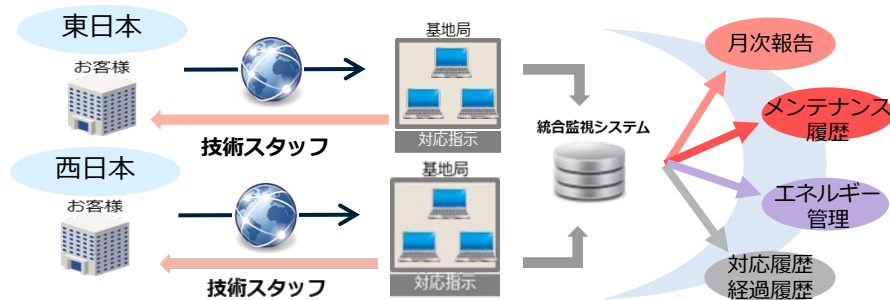 東日本
お客様
基地局
対応指示
技術スタッフ
西日本
お客様
基地局
対応指示
技術スタッフ
統合監視システム
月次報告
メンテナンス
履歴
エネルギー
管理
対応履歴
経過履歴